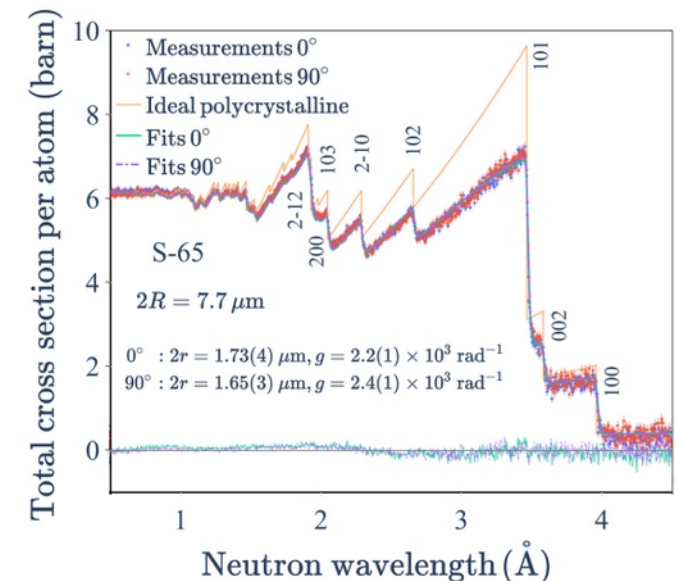 Total cross section per atom (barn)
10
8
6
4
2
0
Measurements 0°
Measurements 90°
Ideal polycrystalline
Fits 0°
Fits 90°
S-65
2R = 7.7 μm
0° : 2r = 1.73(4) μm, g = 2.2(1) × 10³ rad⁻¹
90° : 2r = 1.65(3) μm, g = 2.4(1) × 10³ rad⁻¹
2-12
200
103
2-10
102
101
002
100
1 2 3 4
Neutron wavelength (Å)